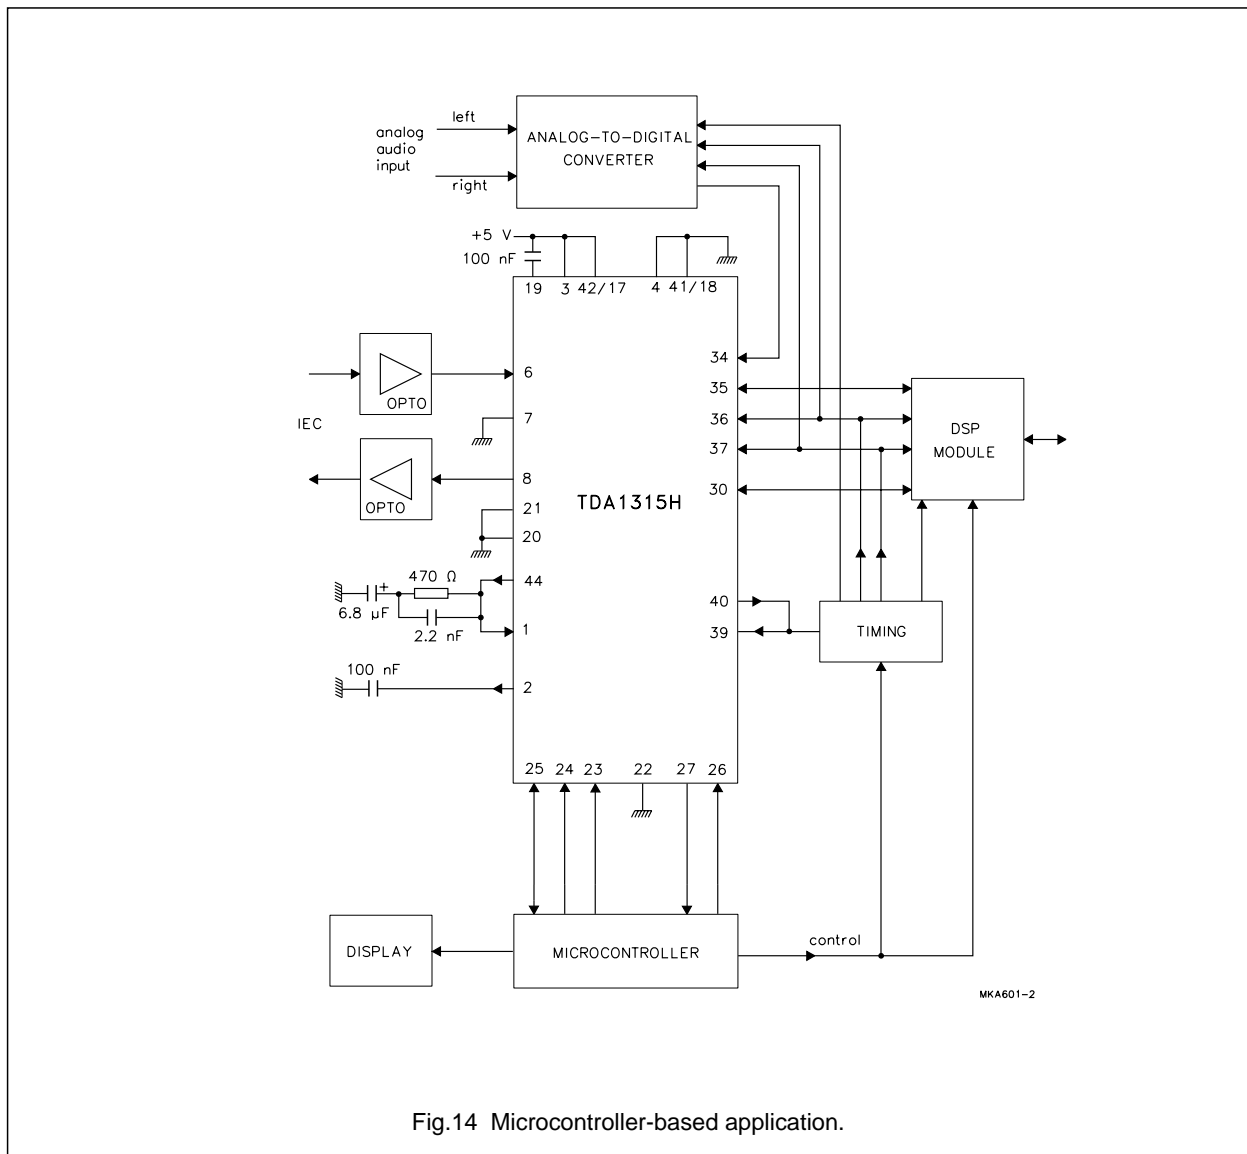 left
analog
audio
input
right
ANALOG-TO-DIGITAL
CONVERTER
+5 V
100 nF
19 3 42/17 4 41/18
34
6
35
OPTO
36
IEC
7
DSP
MODULE
37
8
30
TDA1315H
OPTO
21
20
470 Ω
44
+
6.8 µF
40
2.2 nF
1
39
TIMING
100 nF
2
25 24 23 22 27 26
DISPLAY
MICROCONTROLLER
control
MKA601-2
Fig.14 Microcontroller-based application.